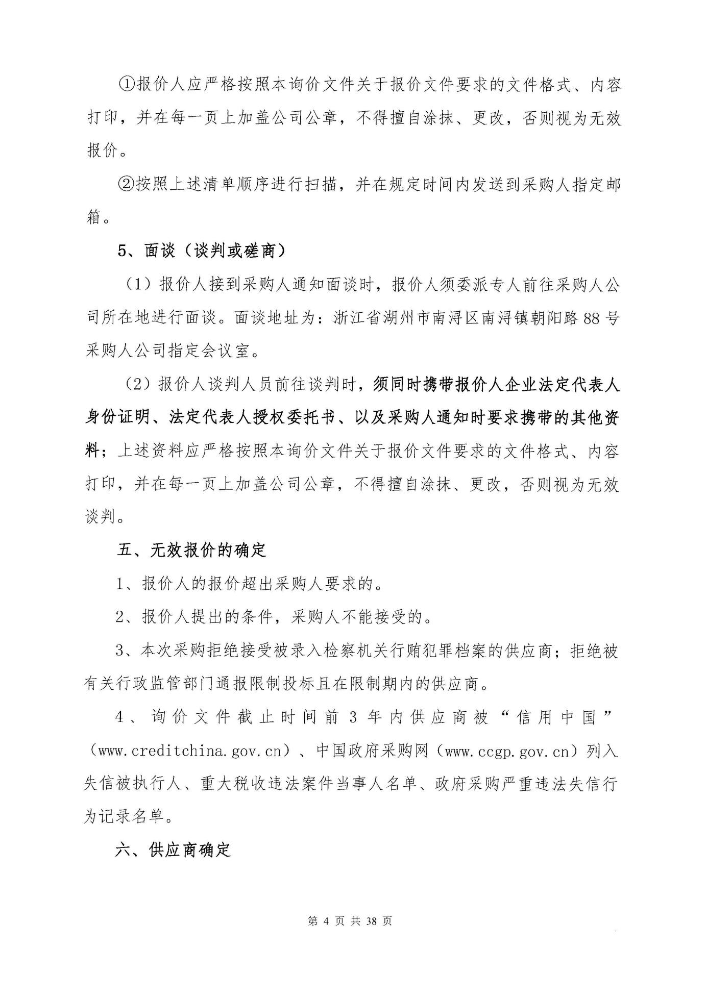 ①报价人应严格按照本询价文件关于报价文件要求的文件格式、内容
打印，并在每一页上加盖公司公章，不得擅自涂抹、更改，否则视为无效
报价。
②按照上述清单顺序进行扫描，并在规定时间内发送到采购人指定邮
箱。
5、面谈（谈判或磋商）
（1）报价人接到采购人通知面谈时，报价人须委派专人前往采购人公
司所在地进行面谈。面谈地址为：浙江省湖州市南浔区南浔镇朝阳路 88 号
采购人公司指定会议室。
（2）报价人谈判人员前往谈判时，须同时携带报价人企业法定代表人
身份证明、法定代表人授权委托书、以及采购人通知时要求携带的其他资
料；上述资料应严格按照本询价文件关于报价文件要求的文件格式、内容
打印，并在每一页上加盖公司公章，不得擅自涂抹、更改，否则视为无效
谈判。
五、无效报价的确定
1、报价人的报价超出采购人要求的。
2、报价人提出的条件，采购人不能接受的。
3、本次采购拒绝接受被录入检察机关行贿犯罪档案的供应商；拒绝被
有关行政监管部门通报限制投标且在限制期内的供应商。
4、询价文件截止时间前 3 年内供应商被“信用中国”
（www.creditchina.gov.cn）、中国政府采购网（www.ccgp.gov.cn）列入
失信被执行人、重大税收违法案件当事人名单、政府采购严重违法失信行
为记录名单。
六、供应商确定
第 4 页 共 38 页